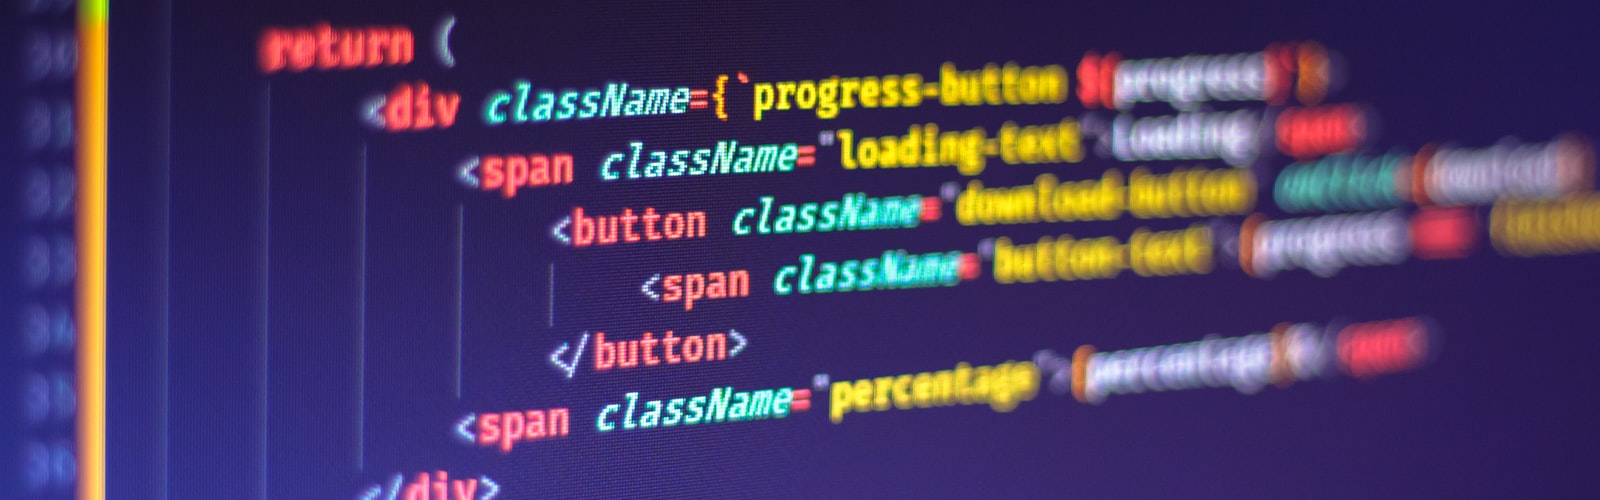 return (
<div className={`progress-button ${progress}`}
<span className="loading-text">Loading</span>
<button className="download-button" onClick={download}
<span className="button-text">{progress
</button>
<span className="percentage">{percentage}%</span>
</div>